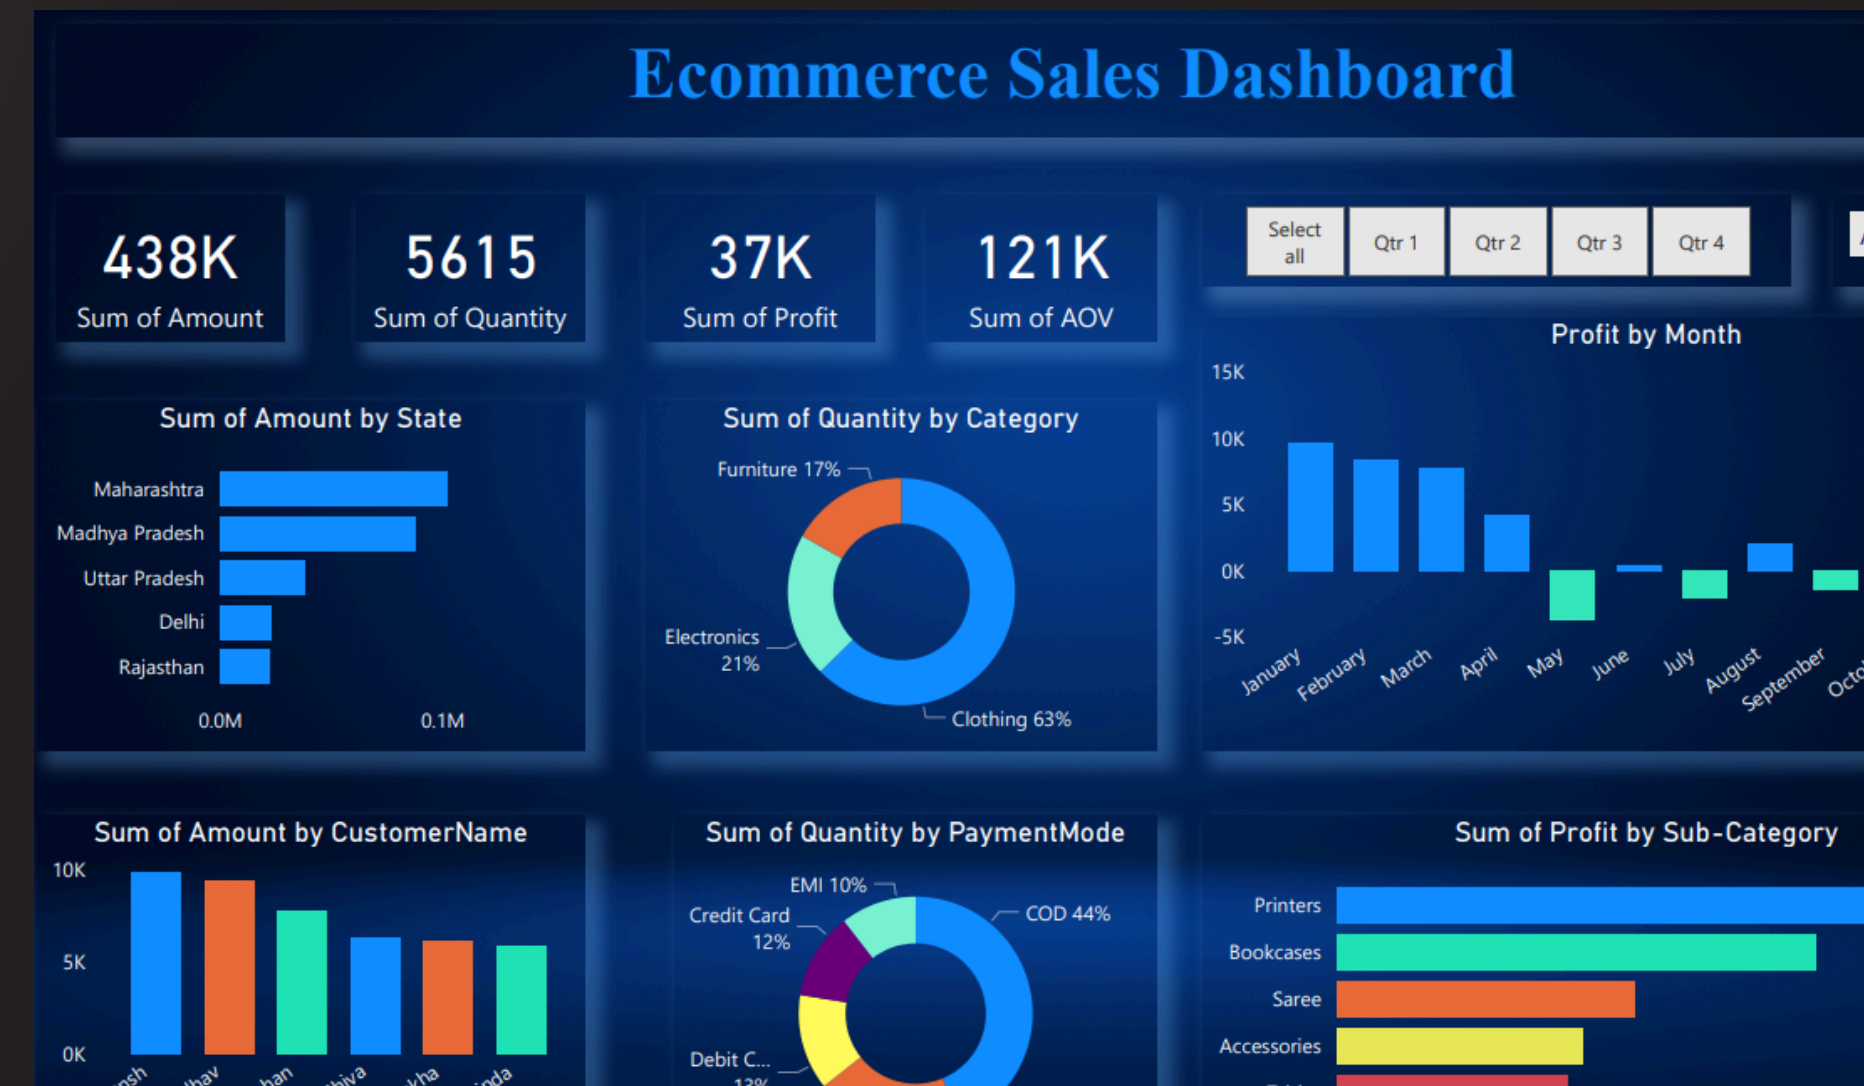 Ecommerce Sales Dashboard
438K
Sum of Amount
5615
Sum of Quantity
37K
Sum of Profit
121K
Sum of AOV
Select
all
Qtr 1
Qtr 2
Qtr 3
Qtr 4
Sum of Amount by State
Maharashtra
Madhya Pradesh
Uttar Pradesh
Delhi
Rajasthan
0.0M
0.1M
Sum of Quantity by Category
Furniture 17%
Electronics
21%
Clothing 63%
Profit by Month
15K
10K
5K
0K
-5K
January
February
March
April
May
June
July
August
September
Sum of Amount by CustomerName
10K
5K
0K
Sum of Quantity by PaymentMode
EMI 10%
Credit Card
12%
COD 44%
Debit C...
13%
Sum of Profit by Sub-Category
Printers
Bookcases
Saree
Accessories